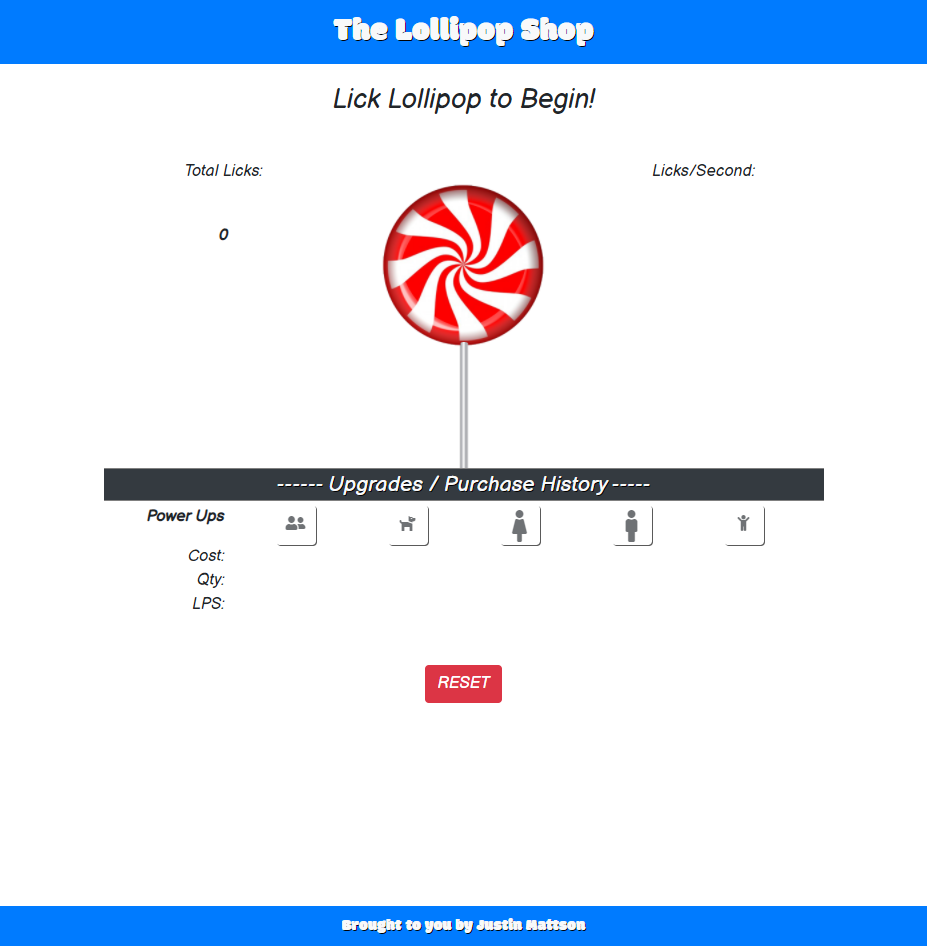 The Lollipop Shop
Lick Lollipop to Begin!
Total Licks:
Licks/Second:
0
------ Upgrades / Purchase History -----
Power Ups
Cost:
Qty:
LPS:
RESET
Brought to you by Justin Mattson